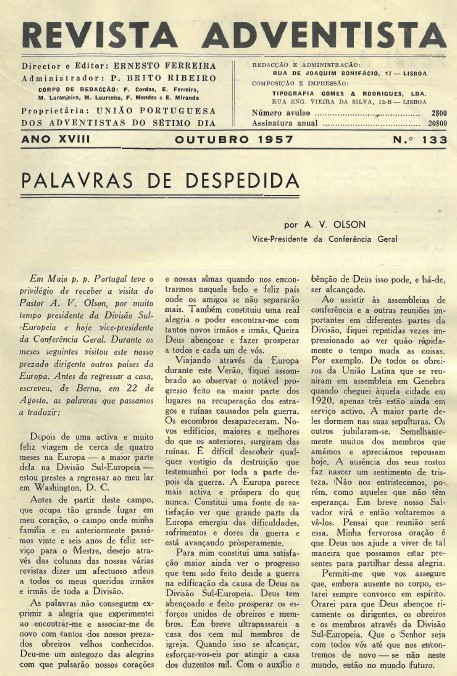 REVISTA ADVENTISTA
Director e Editor: ERNESTO FERREIRA
Administrador: P. BRITO RIBEIRO
CORPO DE REDACÇÃO: F. Cordas, E. Ferreira,
M. Laranjeira, M. Lourinho, F. Mendes e E. Miranda
Proprietária: UNIÃO PORTUGUESA
DOS ADVENTISTAS DO SÉTIMO DIA
REDACÇÃO E ADMINISTRAÇÃO:
RUA DE JOAQUIM BONIFÁCIO, 17 — LISBOA
COMPOSIÇÃO E IMPRESSÃO:
TIPOGRAFIA GOMES & RODRIGUES, LDA.
RUA ENG. VIEIRA DA SILVA, 12-B — LISBOA
Número avulso 2$00
Assinatura anual 20$00
ANO XVIII OUTUBRO 1957 N.º 133
PALAVRAS DE DESPEDIDA
por A. V. OLSON
Vice-Presidente da Conferência Geral
Em Maio p. p. Portugal teve o
privilégio de receber a visita do
Pastor A. V. Olson, por muito
tempo presidente da Divisão Sul-
-Europeia e hoje vice-presidente
da Conferência Geral. Durante os
meses seguintes visitou este nosso
prezado dirigente outros países da
Europa. Antes de regressar a casa,
escreveu, de Berna, em 22 de
Agosto, as palavras que passamos
a traduzir:
Depois de uma activa e muito
feliz viagem de cerca de quatro
meses na Europa — a maior parte
dela na Divisão Sul-Europeia —
estou prestes a regressar ao meu lar
em Washington, D. C.
Antes de partir deste campo,
que ocupa tão grande lugar em
meu coração, o campo onde minha
família e eu anteriormente passá-
mos vinte e seis anos de feliz ser-
viço para o Mestre, desejo atra-
vés das colunas das nossas várias
revistas dizer um afectuoso adeus
a todos os meus queridos irmãos
e irmãs de toda a Divisão.
As palavras não conseguem ex-
primir a alegria que experimentei
ao encontrar-me e associar-me de
novo com tantos dos nossos preza-
dos obreiros velhos conhecidos.
Deu-me um antegozo das alegrias
com que pulsarão nossos corações
e nossas almas quando nos encon-
trarmos naquele belo e feliz país
onde os amigos se não separarão
mais. Também constituiu uma real
alegria o poder encontrar-me com
tantos novos irmãos e irmãs. Queira
Deus abençoar e fazer prosperar
a todos e cada um de vós.
Viajando através da Europa
durante este Verão, fiquei assom-
brado ao observar o notável pro-
gresso feito na maior parte dos
lugares na recuperação dos estra-
gos e ruínas causados pela guerra.
Os escombros desapareceram. No-
vos edifícios, maiores e melhores
do que os anteriores, surgiram das
ruínas. É difícil descobrir qual-
quer vestígio da destruição que
testemunhei por toda a parte de-
pois da guerra. A Europa parece
mais activa e próspera do que
nunca. Constitui uma fonte de sa-
tisfação ver que grande parte da
Europa emergiu das dificuldades,
sofrimentos e dores da guerra e
está avançando prósperamente.
Para mim constitui uma satisfa-
ção maior ainda ver o progresso
que tem sido feito desde a guerra
na edificação da causa de Deus na
Divisão Sul-Europeia. Deus tem
abençoado e feito prosperar os es-
forços unidos de obreiros e mem-
bros. Em breve ultrapassareis a
casa dos cem mil membros de
igreja. Quando isso se alcançar,
esforçar-vos-eis por atingir a casa
dos duzentos mil. Com o auxílio e
bênção de Deus isso pode, e há-de,
ser alcançado.
Ao assistir às assembleias de
conferência e a outras reuniões im-
portantes em diferentes partes da
Divisão, fiquei repetidas vezes im-
pressionado ao ver quão ràpida-
mente o tempo muda as coisas.
Por exemplo. De todos os obrei-
ros da União Latina que se reu-
niram em assembleia em Genebra
quando cheguei àquela cidade em
1920, apenas três estão ainda em
serviço activo. A maior parte de-
les dormem nas suas sepulturas. Os
outros jubilaram-se. Semelhante-
mente muitos dos membros que
amámos e apreciámos repousam
hoje. A ausência dos seus rostos
faz nascer um sentimento de tris-
teza. Não nos entristecemos, po-
rém, como aqueles que não têm
esperança. Em breve nosso Sal-
vador virá e então voltaremos a
vê-los. Pensai que reunião será
essa. Minha fervorosa oração é
que Deus nos ajude a viver de tal
maneira que possamos estar pre-
sentes para partilhar dessa alegria.
Permiti-me que vos assegure
que, embora ausente no corpo, es-
tarei sempre convosco em espírito.
Orarei para que Deus abençoe ri-
camente os dirigentes, os obreiros
e os membros através da Divisão
Sul-Europeia. Que o Senhor seja
com todos vós até que nos encon-
tremos de novo — se não neste
mundo, então no mundo futuro.